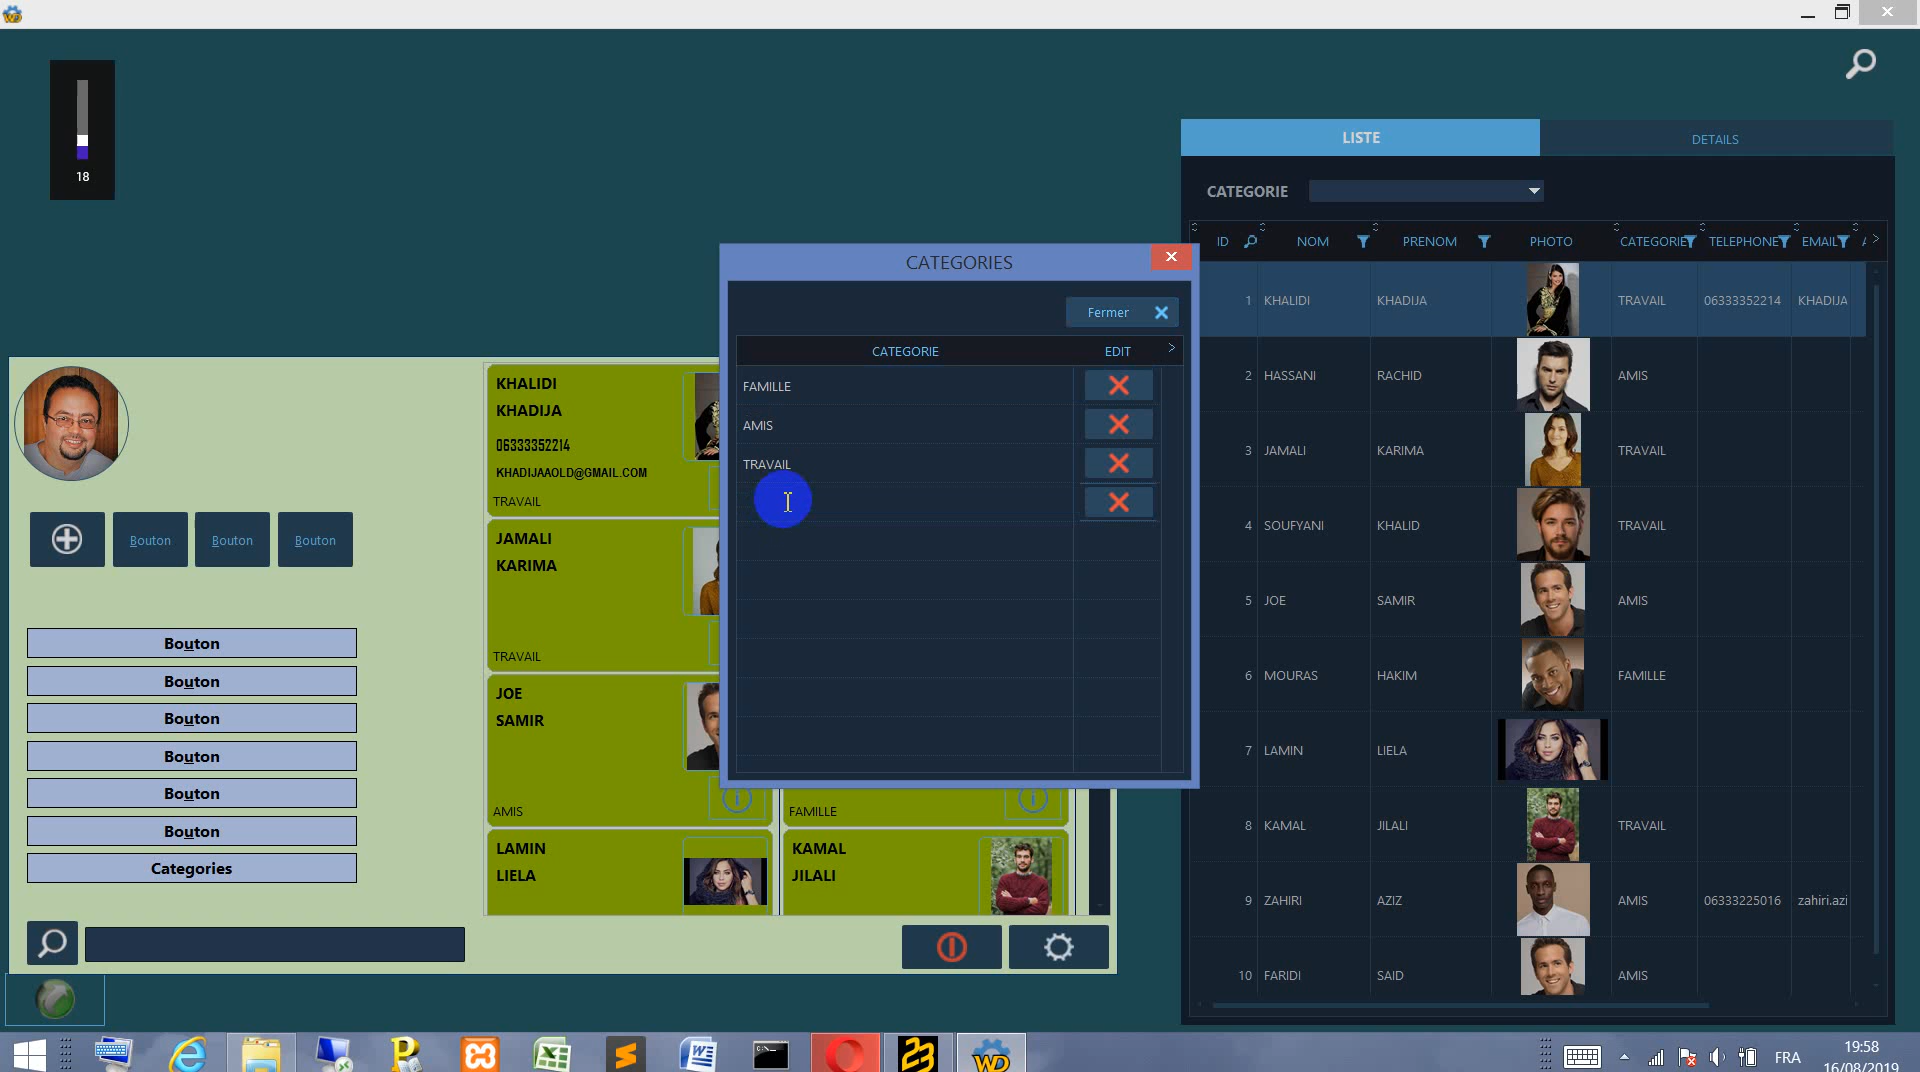 18
LISTE
DETAILS
CATEGORIE
ID NOM PRENOM PHOTO CATEGORIE TELEPHONE EMAIL
1 KHALIDI KHADIJA TRAVAIL 06333352214 KHADIJA
2 HASSANI RACHID AMIS
3 JAMALI KARIMA TRAVAIL
4 SOUFYANI KHALID TRAVAIL
5 JOE SAMIR AMIS
6 MOURAS HAKIM FAMILLE
7 LAMIN LIELA
8 KAMAL JILALI TRAVAIL
9 ZAHIRI AZIZ AMIS 06333225016 zahiri.azi
10 FARIDI SAID AMIS
CATEGORIES
Fermer
CATEGORIE EDIT
FAMILLE
AMIS
TRAVAIL
KHALIDI
KHADIJA
06333352214
KHADIJAAOLD@GMAIL.COM
TRAVAIL
JAMALI
KARIMA
TRAVAIL
JOE
SAMIR
AMIS
FAMILLE
LAMIN
LIELA
KAMAL
JILALI
Bouton Bouton Bouton
Bouton
Bouton
Bouton
Bouton
Bouton
Bouton
Categories
FRA
19:58
16/08/2019